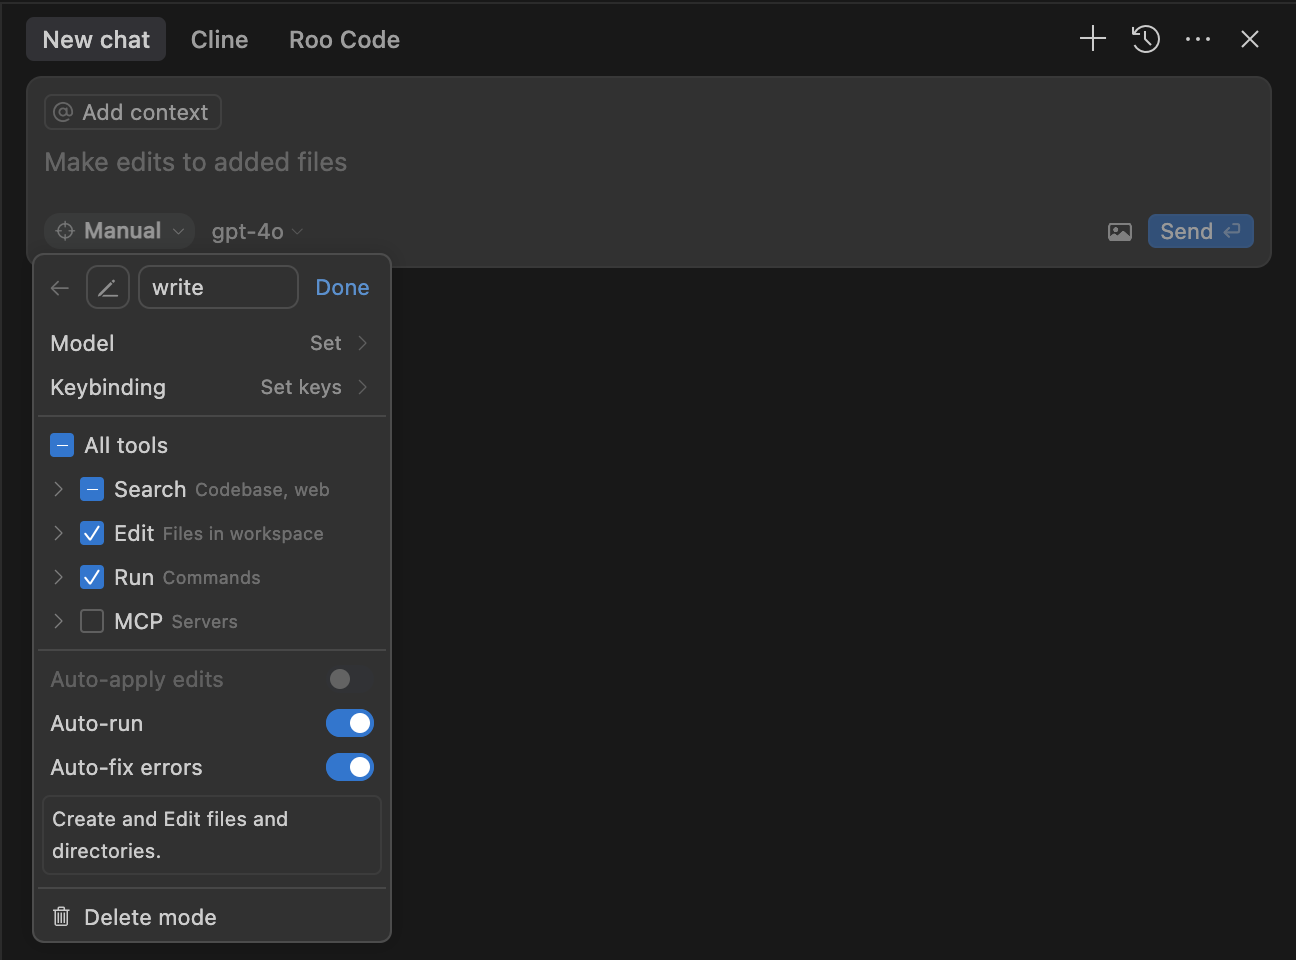 New chat Cline Roo Code
@ Add context
Make edits to added files
Manual gpt-4o Send
write Done
Model Set
Keybinding Set keys
All tools
Search Codebase, web
Edit Files in workspace
Run Commands
MCP Servers
Auto-apply edits
Auto-run
Auto-fix errors
Create and Edit files and
directories.
Delete mode